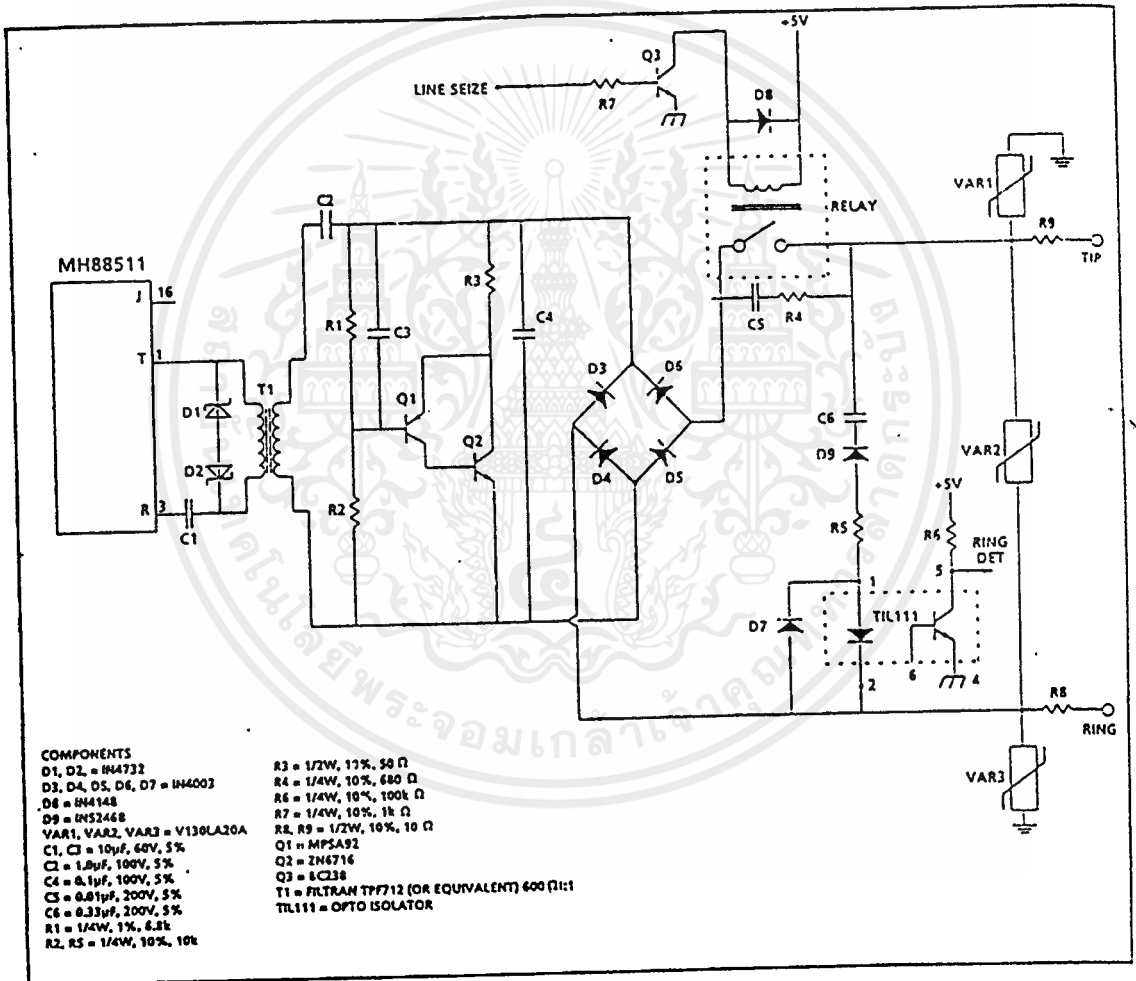 +5V
Q3
LINE SEIZE
R7
D8
VAR1
RELAY
R9
TIP
C2
MH88511
J 16
R3
R1
C3
C4
C5 R4
T 1
T1
D3 D6
D1
Q1
C6
Q2
D9
VAR2
D2
D4 D5
+5V
R 3
R2
R5
R6
RING
DET
C1
1
5
D7
TIL111
6
4
2
R8
RING
VAR3
COMPONENTS
D1, D2, = IN4732
D3, D4, D5, D6, D7 = IN4003
D8 = IN4148
D9 = IN5246B
VAR1, VAR2, VAR3 = V130LA20A
C1, C3 = 10µF, 60V, 5%
C2 = 1.0µF, 100V, 5%
C4 = 0.1µF, 100V, 5%
C5 = 0.01µF, 200V, 5%
C6 = 0.33µF, 200V, 5%
R1 = 1/4W, 1%, 6.8k
R2, R5 = 1/4W, 10%, 10k
R3 = 1/2W, 50 Ω
R4 = 1/4W, 10%, 680 Ω
R6 = 1/4W, 10%, 100k Ω
R7 = 1/4W, 10%, 1k Ω
R8, R9 = 1/2W, 10%, 10 Ω
Q1 = MPSA92
Q2 = 2N6716
Q3 = BC238
T1 = FILTRAN TPF712 (OR EQUIVALENT) 600 Ω1:1
TIL111 = OPTO ISOLATOR